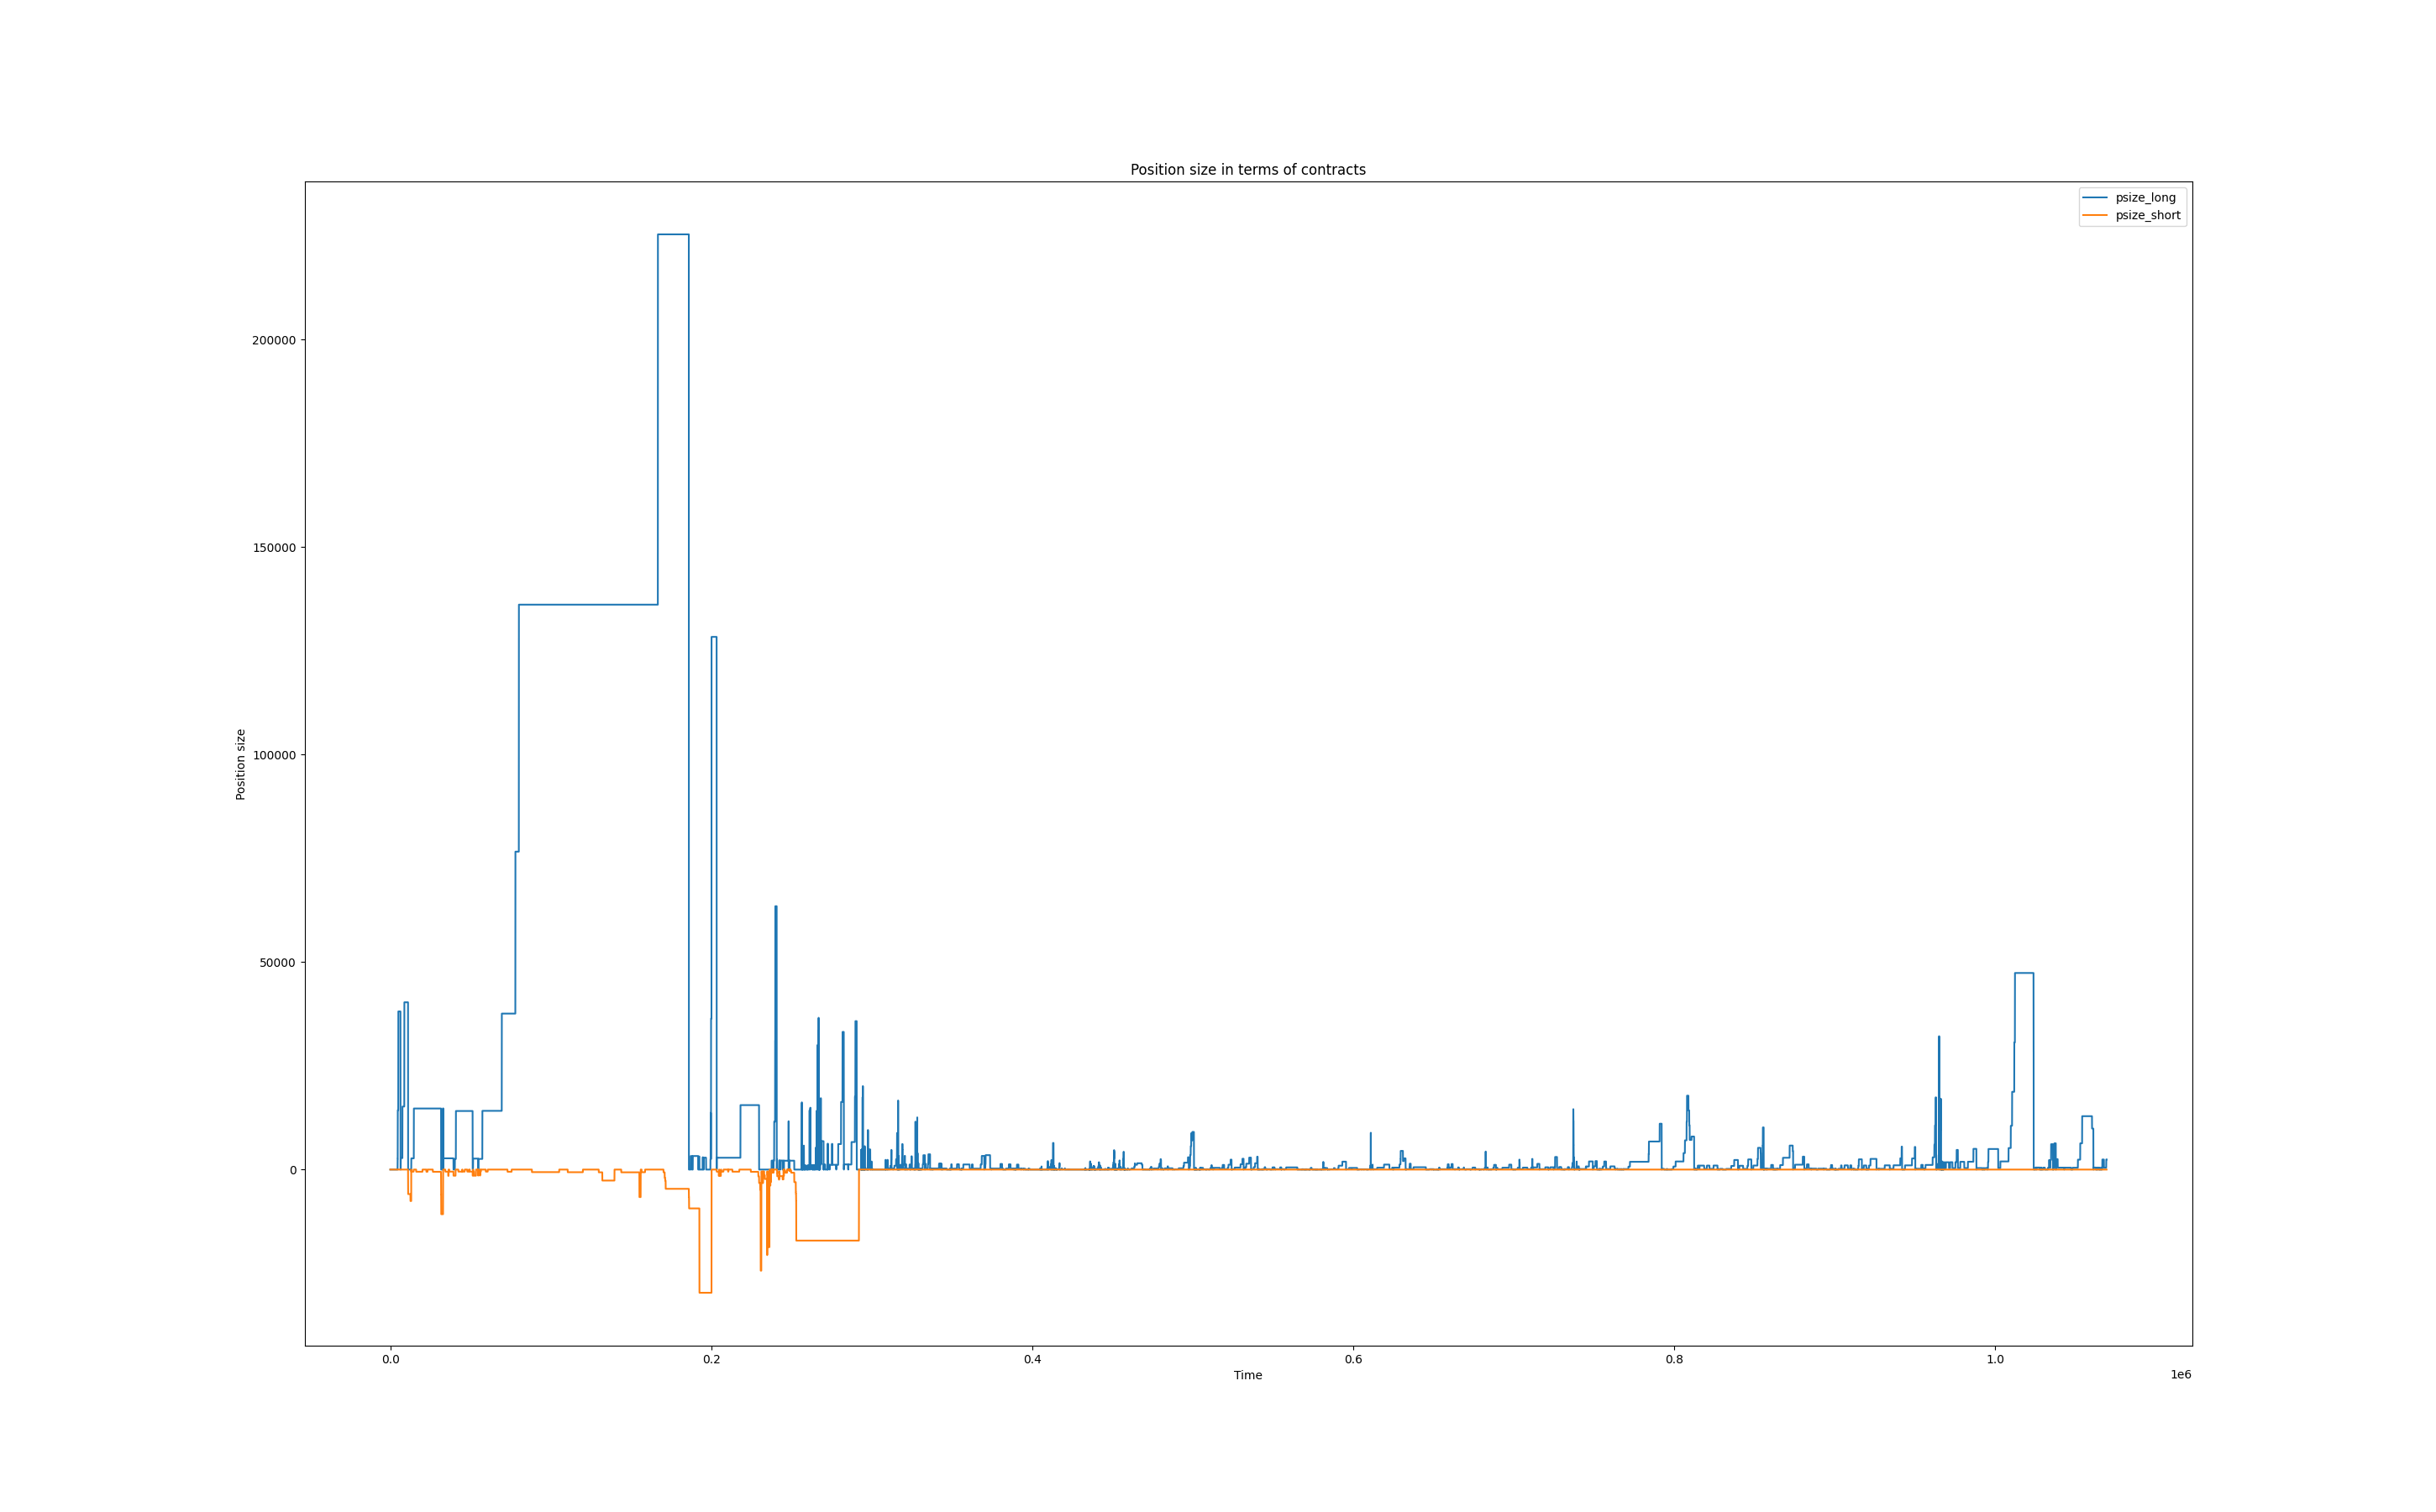 Position size in terms of contracts
psize_long
psize_short
200000
150000
100000
50000
0
Position size
0.0
0.2
0.4
0.6
0.8
1.0
1e6
Time